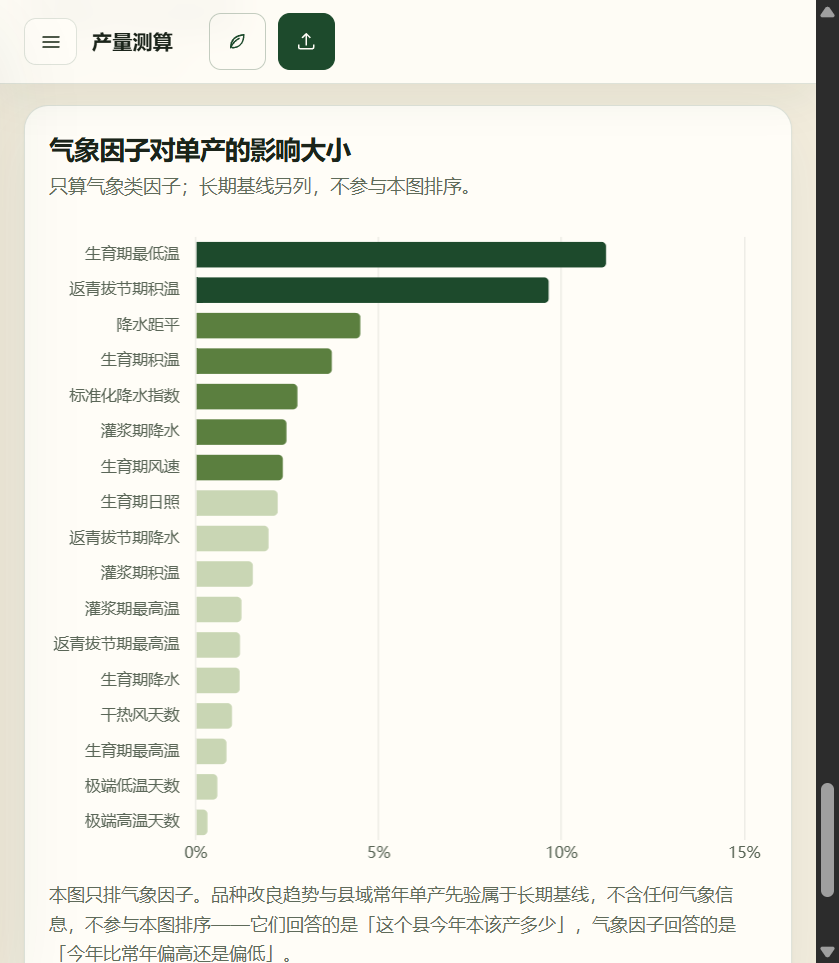 产量测算
气象因子对单产的影响大小
只算气象类因子；长期基线另列，不参与本图排序。
生育期最低温
返青拔节期积温
降水距平
生育期积温
标准化降水指数
灌浆期降水
生育期风速
生育期日照
返青拔节期降水
灌浆期积温
灌浆期最高温
返青拔节期最高温
生育期降水
干热风天数
生育期最高温
极端低温天数
极端高温天数
0% 5% 10% 15%
本图只排气象因子。品种改良趋势与县域常年单产先验属于长期基线，不含任何气象信
息，不参与本图排序——它们回答的是「这个县今年本该产多少」，气象因子回答的是
「今年比常年偏高还是偏低」。